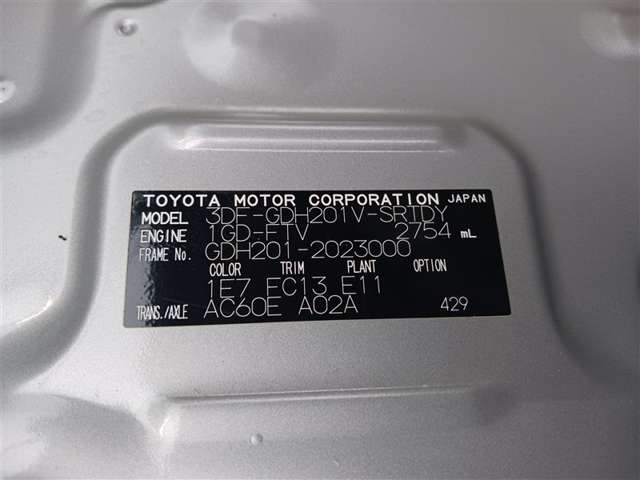 TOYOTA MOTOR CORPORATION JAPAN
MODEL 3DF-GDH201V-SRTDY
ENGINE 1GD-FTV 2754 mL
FRAME No. GDH201-2023000
COLOR TRIM PLANT OPTION
1E7 FC13 E11
TRANS./AXLE AC60E A02A 429